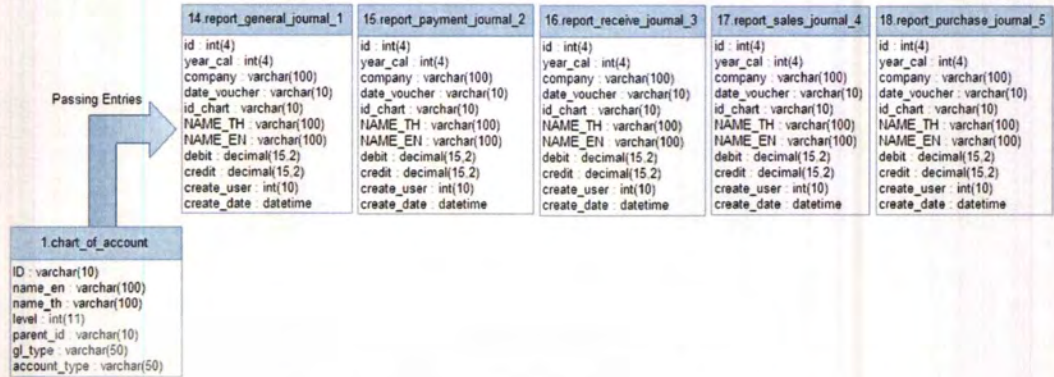 14.report_general_journal_1
id : int(4)
year_cal : int(4)
company : varchar(100)
date_voucher : varchar(10)
id_chart : varchar(10)
NAME_TH : varchar(100)
NAME_EN : varchar(100)
debit : decimal(15,2)
credit : decimal(15,2)
create_user : int(10)
create_date : datetime
15.report_payment_journal_2
id : int(4)
year_cal : int(4)
company : varchar(100)
date_voucher : varchar(10)
id_chart : varchar(10)
NAME_TH : varchar(100)
NAME_EN : varchar(100)
debit : decimal(15,2)
credit : decimal(15,2)
create_user : int(10)
create_date : datetime
16.report_receive_journal_3
id : int(4)
year_cal : int(4)
company : varchar(100)
date_voucher : varchar(10)
id_chart : varchar(10)
NAME_TH : varchar(100)
NAME_EN : varchar(100)
debit : decimal(15,2)
credit : decimal(15,2)
create_user : int(10)
create_date : datetime
17.report_sales_journal_4
id : int(4)
year_cal : int(4)
company : varchar(100)
date_voucher : varchar(10)
id_chart : varchar(10)
NAME_TH : varchar(100)
NAME_EN : varchar(100)
debit : decimal(15,2)
credit : decimal(15,2)
create_user : int(10)
create_date : datetime
18.report_purchase_journal_5
id : int(4)
year_cal : int(4)
company : varchar(100)
date_voucher : varchar(10)
id_chart : varchar(10)
NAME_TH : varchar(100)
NAME_EN : varchar(100)
debit : decimal(15,2)
credit : decimal(15,2)
create_user : int(10)
create_date : datetime
Passing Entries
1.chart_of_account
ID : varchar(10)
name_en : varchar(100)
name_th : varchar(100)
level : int(11)
parent_id : varchar(10)
gl_type : varchar(50)
account_type : varchar(50)